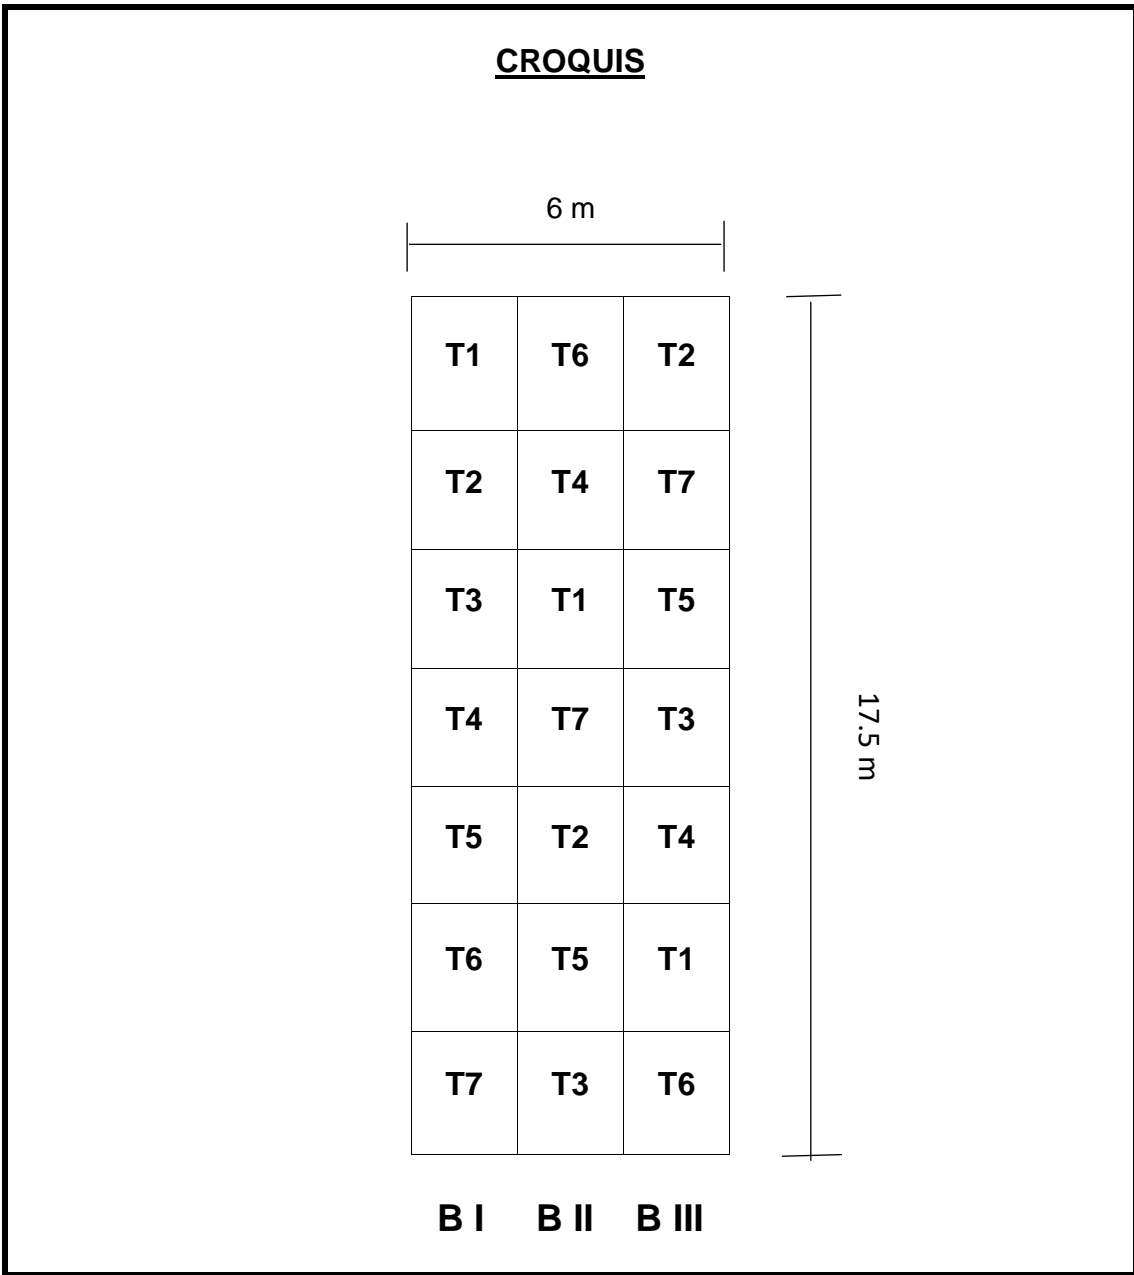 CROQUIS
6 m
T1 T6 T2
T2 T4 T7
T3 T1 T5
T4 T7 T3
17.5 m
T5 T2 T4
T6 T5 T1
T7 T3 T6
B I B II B III